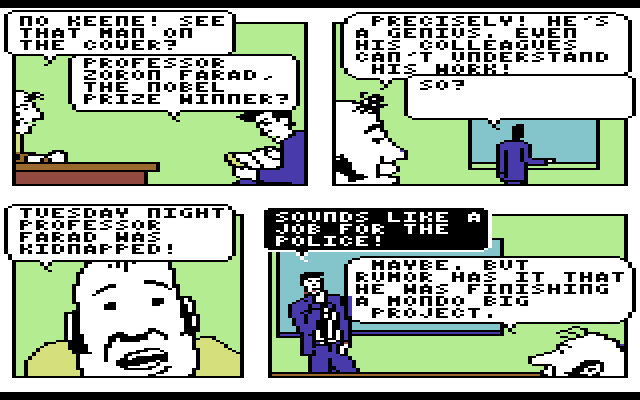 NO KEENE! SEE
THAT MAN ON
THE COVER?
PROFESSOR
ZORON FARAD,
THE NOBEL
PRIZE WINNER?
PRECISELY! HE'S
A GENIUS, EVEN
HIS COLLEAGUES
CAN'T UNDERSTAND
HIS WORK!
SO?
TUESDAY NIGHT
PROFESSOR
FARAD WAS
KIDNAPPED!
SOUNDS LIKE A
JOB FOR THE
POLICE!
MAYBE, BUT
RUMOR HAS IT THAT
HE WAS FINISHING
A MONDO BIG
PROJECT.